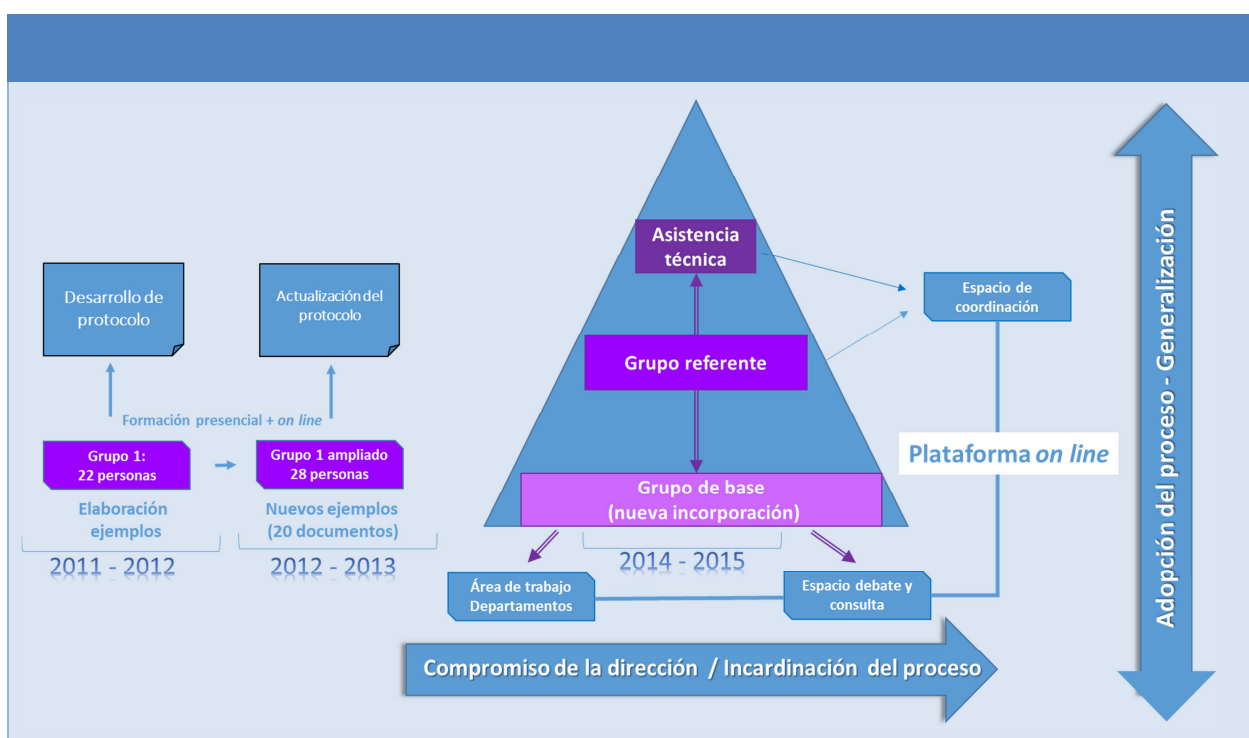 Desarrollo de
protocolo
Actualización del
protocolo
Formación presencial + on line
Grupo 1:
22 personas
Grupo 1 ampliado
28 personas
Elaboración
ejemplos
Nuevos ejemplos
(20 documentos)
2011 - 2012
2012 - 2013
Asistencia
técnica
Grupo referente
Grupo de base
(nueva incorporación)
2014 - 2015
Área de trabajo
Departamentos
Espacio debate y
consulta
Espacio de
coordinación
Plataforma on line
Compromiso de la dirección / Incardinación del proceso
Adopción del proceso - Generalización